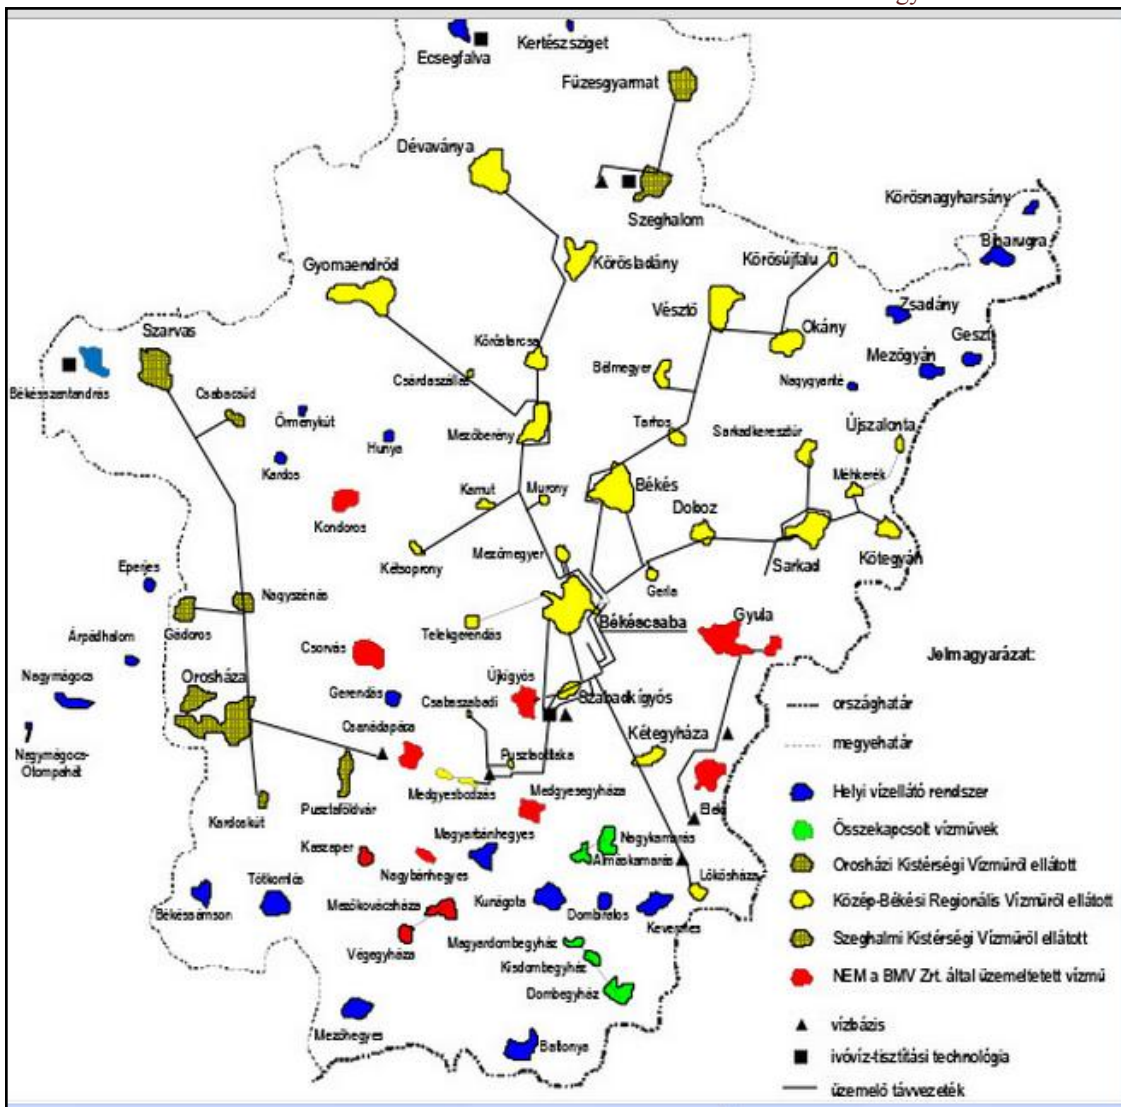 Ecsegfalva
Kertészsziget
Füzesgyarmat
Dévaványa
Szeghalom
Körösnagyharsány
Biharugra
Körösladány
Körösújfalu
Gyomaendrőd
Zsadány
Vésztő
Okány
Geszt
Szarvas
Köröstarcsa
Mezőgyán
Bélmegyer
Csárdaszállás
Nagygyanté
Békésszentandrás
Csabacsűd
Örménykút
Hunya
Mezőberény
Tarhos
Sarkadkeresztúr
Újszalonta
Kardos
Méhkerék
Békés
Kamut
Murony
Doboz
Kondoros
Mezőmegyer
Kétsoprony
Sarkad
Kötegyán
Eperjes
Gerla
Nagyszénás
Gádoros
Telekgerendás
Békéscsaba
Gyula
Árpádhalom
Csorvás
Jelmagyarázat:
Nagymágocs
Orosháza
Újkígyós
Gerendás
Csabaszabadi
Szabadkígyós
országhatár
Csanádapáca
Kétegyháza
megyehatár
Nagymágocs-
Ótompahát
Pusztaottlaka
Medgyesbodzás
Medgyesegyháza
Helyi vízellátó rendszer
Kardoskút
Pusztaföldvár
Elek
Magyarbánhegyes
Nagykamarás
Összekapcsolt vízművek
Kaszaper
Almáskamarás
Orosházi Kistérségi Vízműről ellátott
Nagybánhegyes
Lőkösháza
Tótkomlós
Mezőkovácsháza
Kunágota
Közép-Békési Regionális Vízműről ellátott
Békéssámson
Dombiratos
Kevermes
Végegyháza
Magyardombegyház
Szeghalmi Kistérségi Vízműről ellátott
Kisdombegyház
NEM a BMV Zrt. által üzemeltetett vízmű
Dombegyház
vízbázis
Mezőhegyes
Battonya
ivóvíz-tisztítási technológia
üzemelő távvezeték